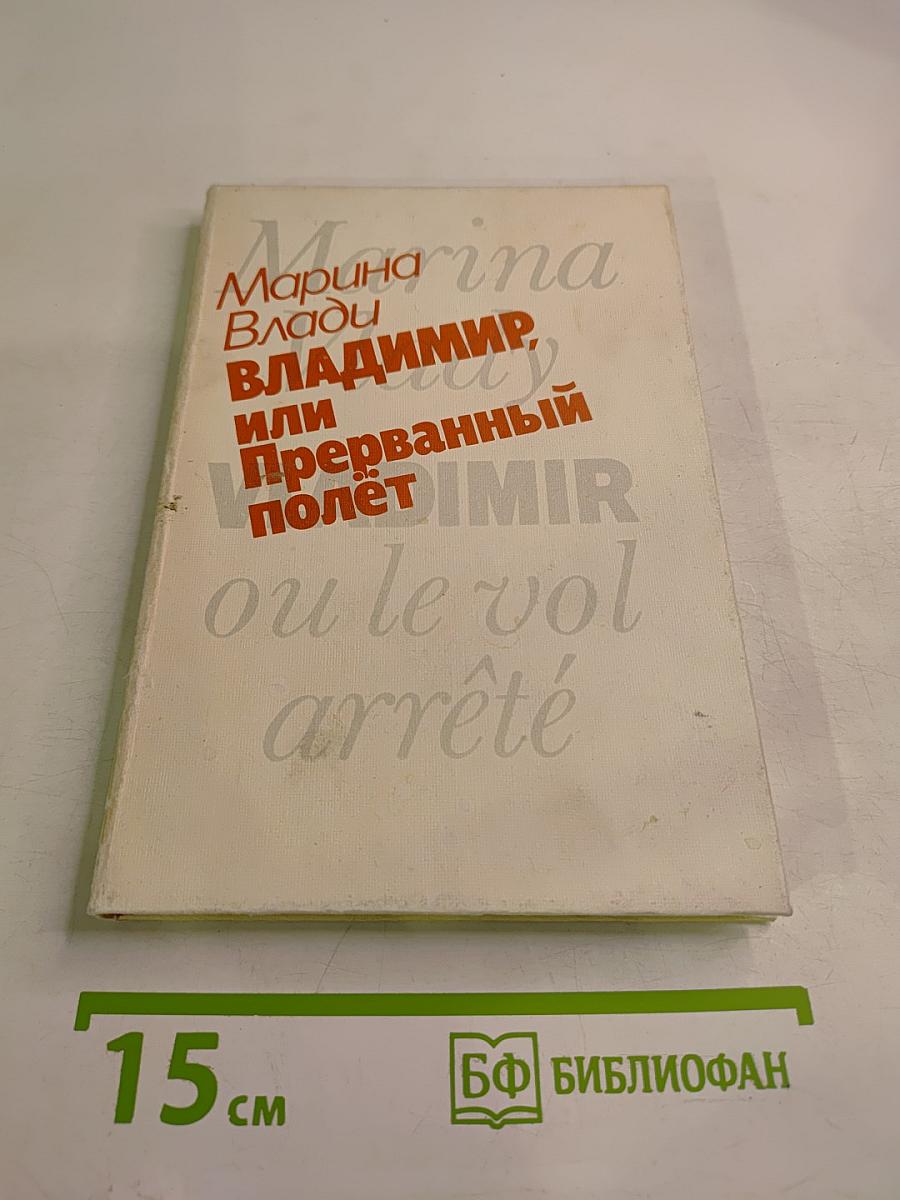 Marina
Vlady
VLADIMIR
ou le vol
arrêté
Марина
Влади
ВЛАДИМИР,
или
Прерванный
полёт
15 см
БФ БИБЛИОФАН